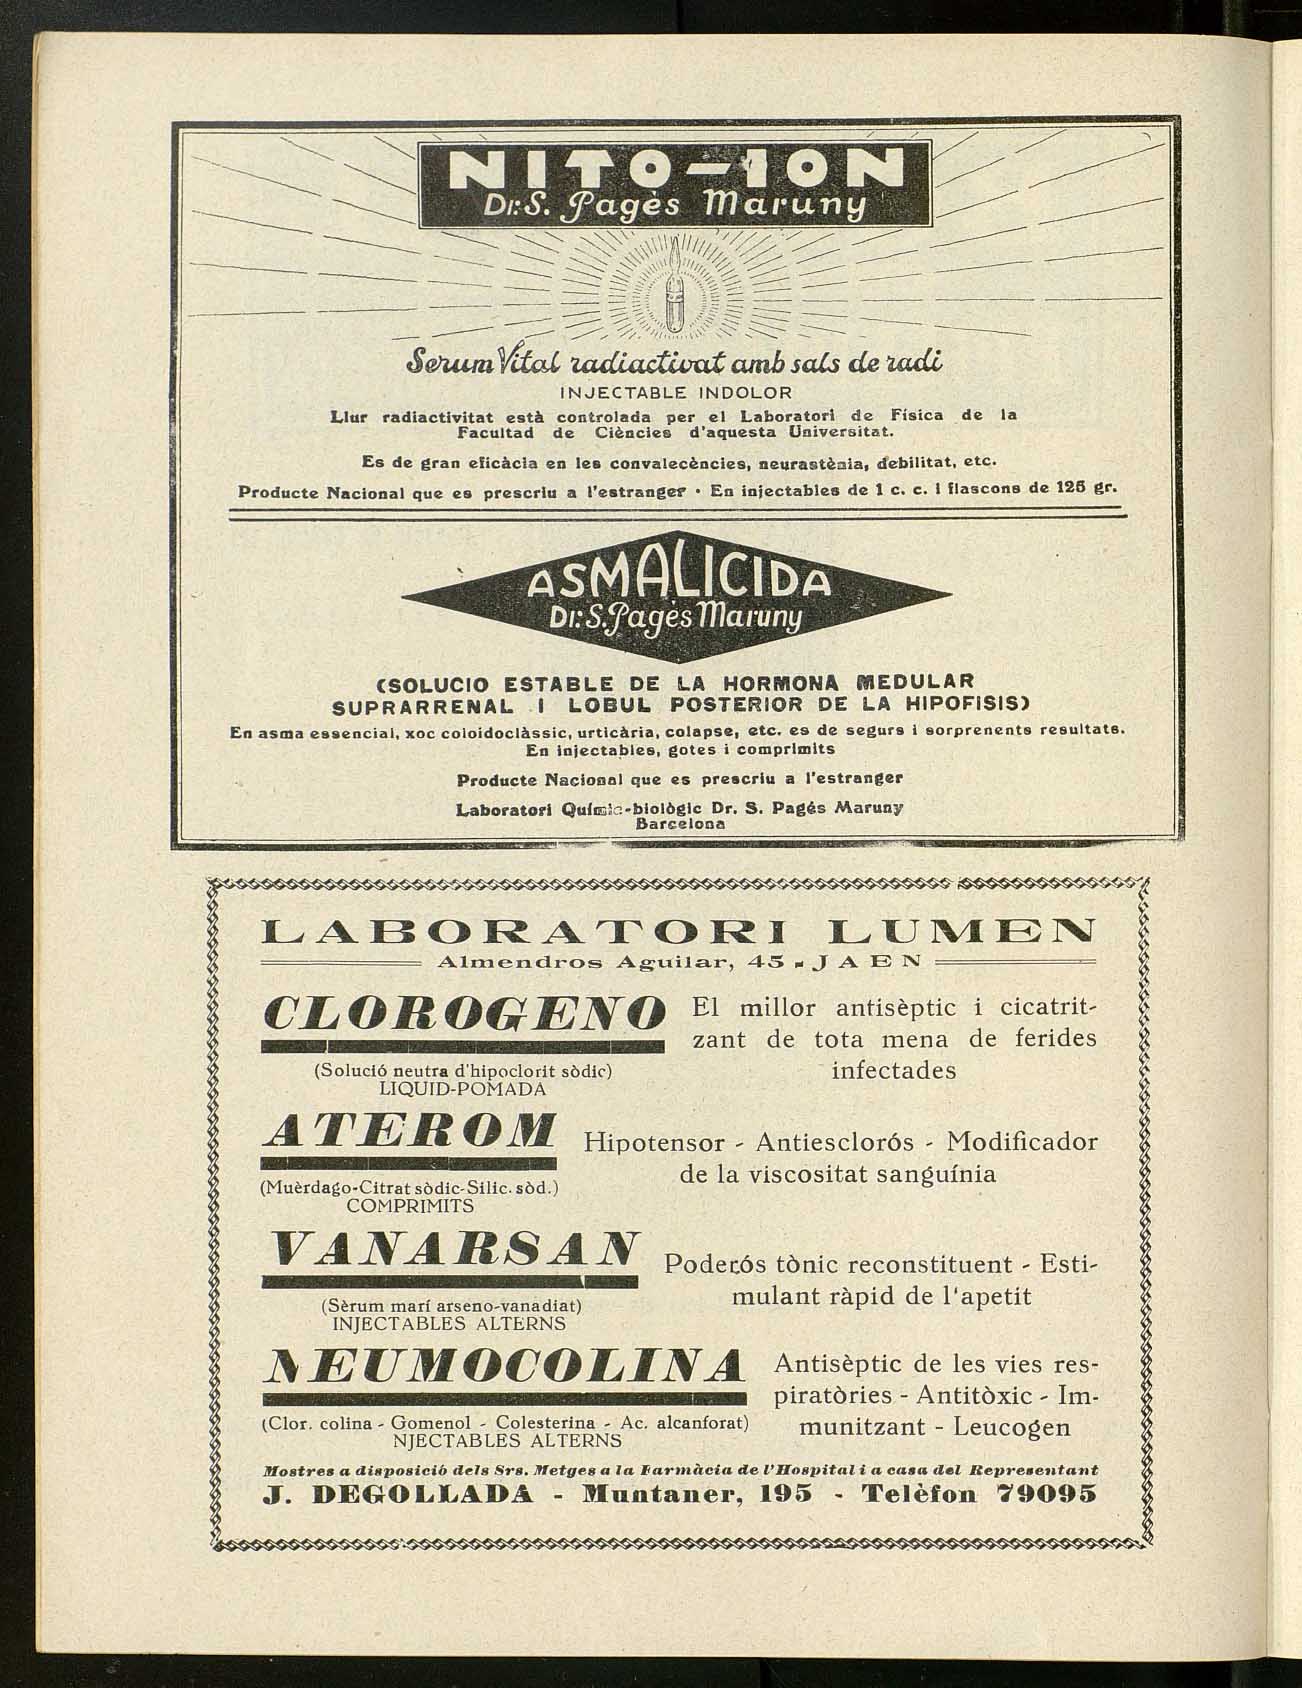 NITO-ION
Dr. S. Pagès Maruny
Serum Vital radiactivat amb sals de radi
INJECTABLE INDOLOR
Llur radiactivitat està controlada per el Laboratori de Física de la
Facultad de Ciències d'aquesta Universitat.
Es de gran eficàcia en les convalecències, neurastènia, debilitat, etc.
Producte Nacional que es prescriu a l'estranger • En injectables de 1 c. c. i flascons de 125 gr.
ASMALICIDA
Dr. S. Pagès Maruny
(SOLUCIO ESTABLE DE LA HORMONA MEDULAR
SUPRARRENAL I LOBUL POSTERIOR DE LA HIPOFISIS)
En asma essencial, xoc coloidoclàssic, urticària, colapse, etc. es de segurs i sorprenents resultats.
En injectables, gotes i comprimits
Producte Nacional que es prescriu a l'estranger
Laboratori Químic-biològic Dr. S. Pagés Maruny
Barcelona
LABORATORI LUMEN
Almendros Aguilar, 45 - JAEN
CLOROGENO
(Solució neutra d'hipoclorit sòdic)
LIQUID-POMADA
El millor antisèptic i cicatrit-
zant de tota mena de ferides
infectades
ATEROM
(Muèrdago-Citrat sòdic-Silic. sòd.)
COMPRIMITS
Hipotensor - Antiesclorós - Modificador
de la viscositat sanguínia
VANARSAN
(Sèrum marí arseno-vanadiat)
INJECTABLES ALTERNS
Poderós tònic reconstituent - Esti-
mulant ràpid de l'apetit
NEUMOCOLINA
(Clor. colina - Gomenol - Colesterina - Ac. alcanforat)
NJECTABLES ALTERNS
Antisèptic de les vies res-
piratòries - Antitòxic - Im-
munitzant - Leucogen
Mostres a disposició dels Srs. Metges a la Farmàcia de l'Hospital i a casa del Representant
J. DEGOLLADA - Muntaner, 195 - Telèfon 79095